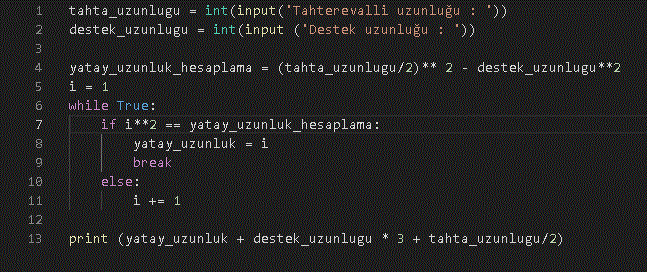 1 tahta_uzunlugu = int(input("Tahterevalli uzunluğu : "))
2 destek_uzunlugu = int(input ("Destek uzunluğu : "))
3
4 yatay_uzunluk_hesaplama = (tahta_uzunlugu/2)** 2 - destek_uzunlugu**2
5 i = 1
6 while True:
7 if i**2 == yatay_uzunluk_hesaplama:
8 yatay_uzunluk = i
9 break
10 else:
11 i += 1
12
13 print (yatay_uzunluk + destek_uzunlugu * 3 + tahta_uzunlugu/2)